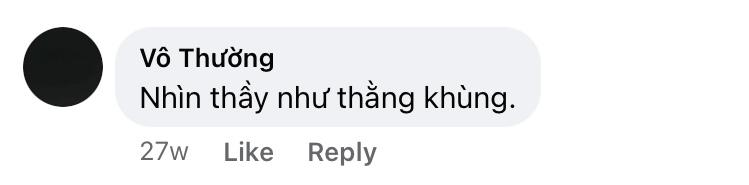 Vô Thường
Nhìn thầy như thằng khùng.
27w Like Reply